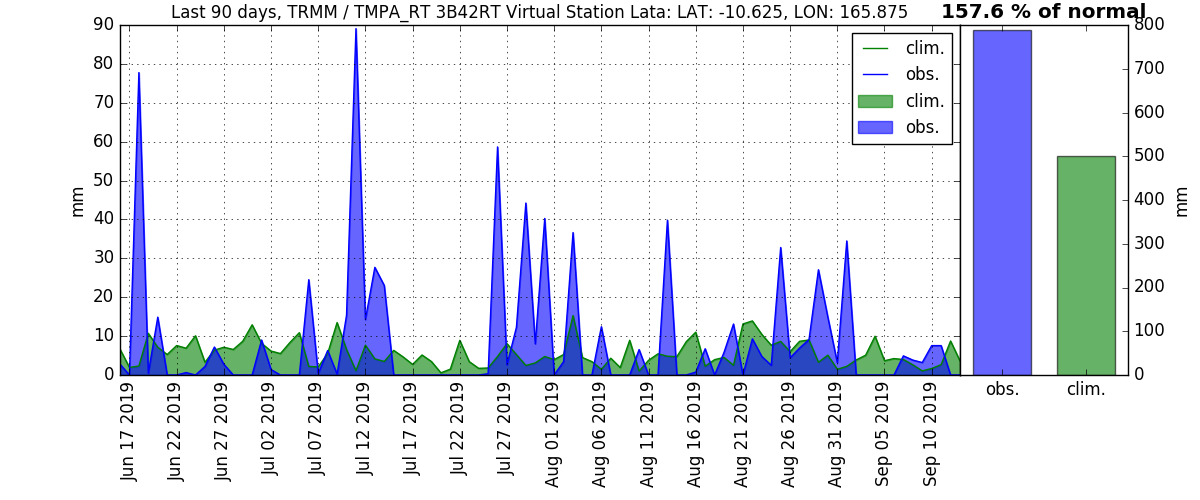 Last 90 days, TRMM / TMPA_RT 3B42RT Virtual Station Lata: LAT: -10.625, LON: 165.875
157.6 % of normal
90
80
70
60
50
40
30
20
10
0
mm
clim.
obs.
clim.
obs.
Jun 17 2019
Jun 22 2019
Jun 27 2019
Jul 02 2019
Jul 07 2019
Jul 12 2019
Jul 17 2019
Jul 22 2019
Jul 27 2019
Aug 01 2019
Aug 06 2019
Aug 11 2019
Aug 16 2019
Aug 21 2019
Aug 26 2019
Aug 31 2019
Sep 05 2019
Sep 10 2019
800
700
600
500
400
300
200
100
0
mm
obs.
clim.